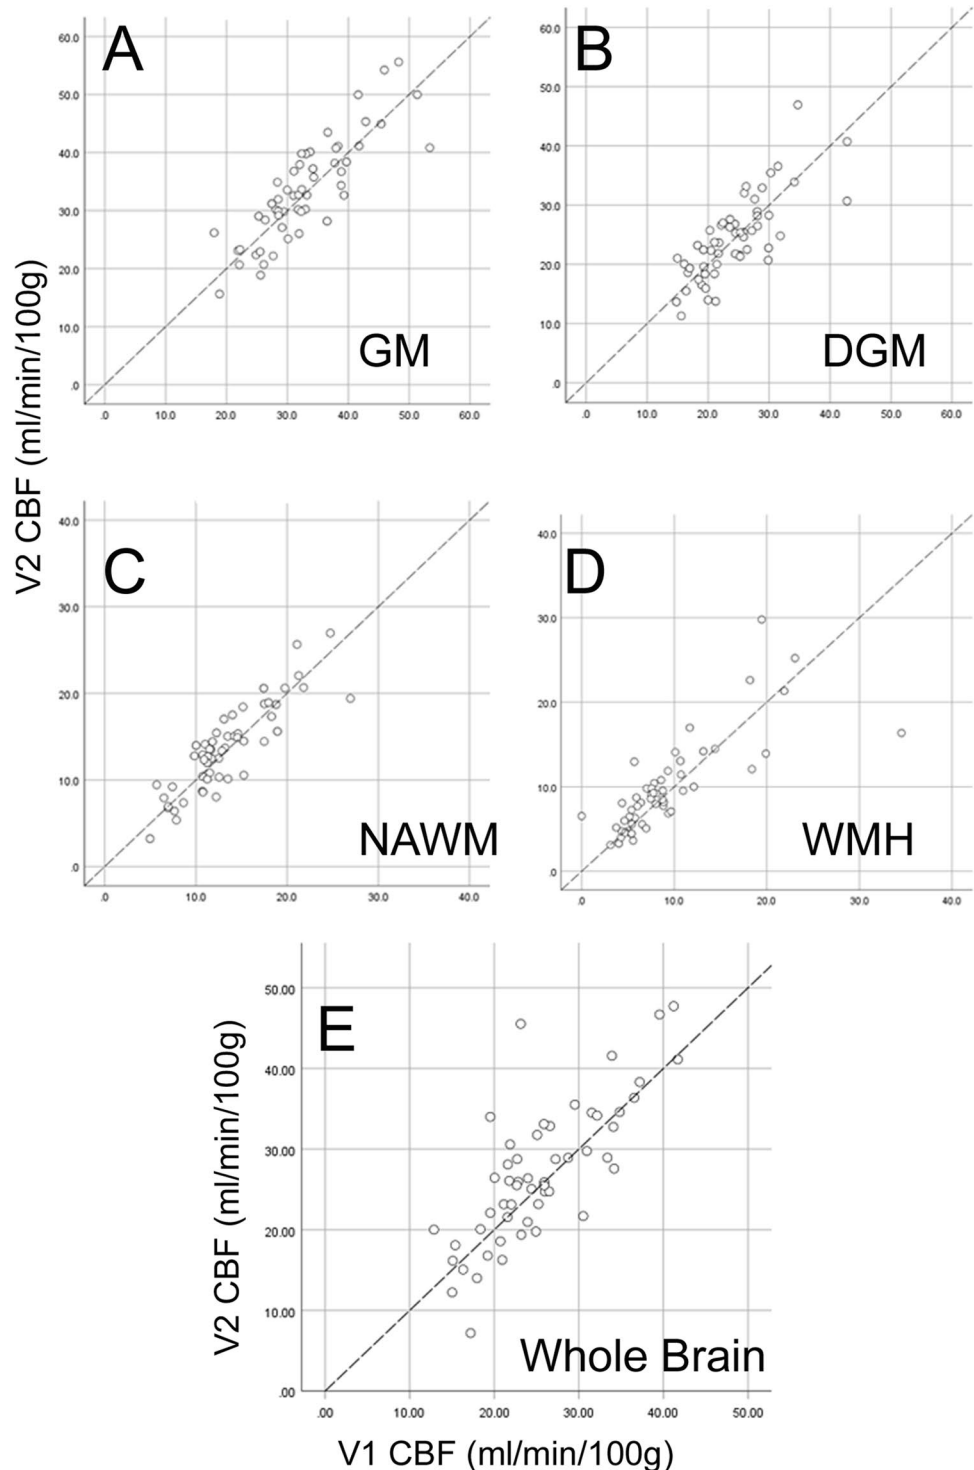 A
60.0
50.0
40.0
30.0
20.0
10.0
.0
.0 10.0 20.0 30.0 40.0 50.0 60.0
GM
B
60.0
50.0
40.0
30.0
20.0
10.0
.0
.0 10.0 20.0 30.0 40.0 50.0 60.0
DGM
V2 CBF (ml/min/100g)
C
40.0
30.0
20.0
10.0
.0
.0 10.0 20.0 30.0 40.0
NAWM
D
40.0
30.0
20.0
10.0
.0
.0 10.0 20.0 30.0 40.0
WMH
E
50.00
40.00
30.00
20.00
10.00
.00
.00 10.00 20.00 30.00 40.00 50.00
Whole Brain
V2 CBF (ml/min/100g)
V1 CBF (ml/min/100g)